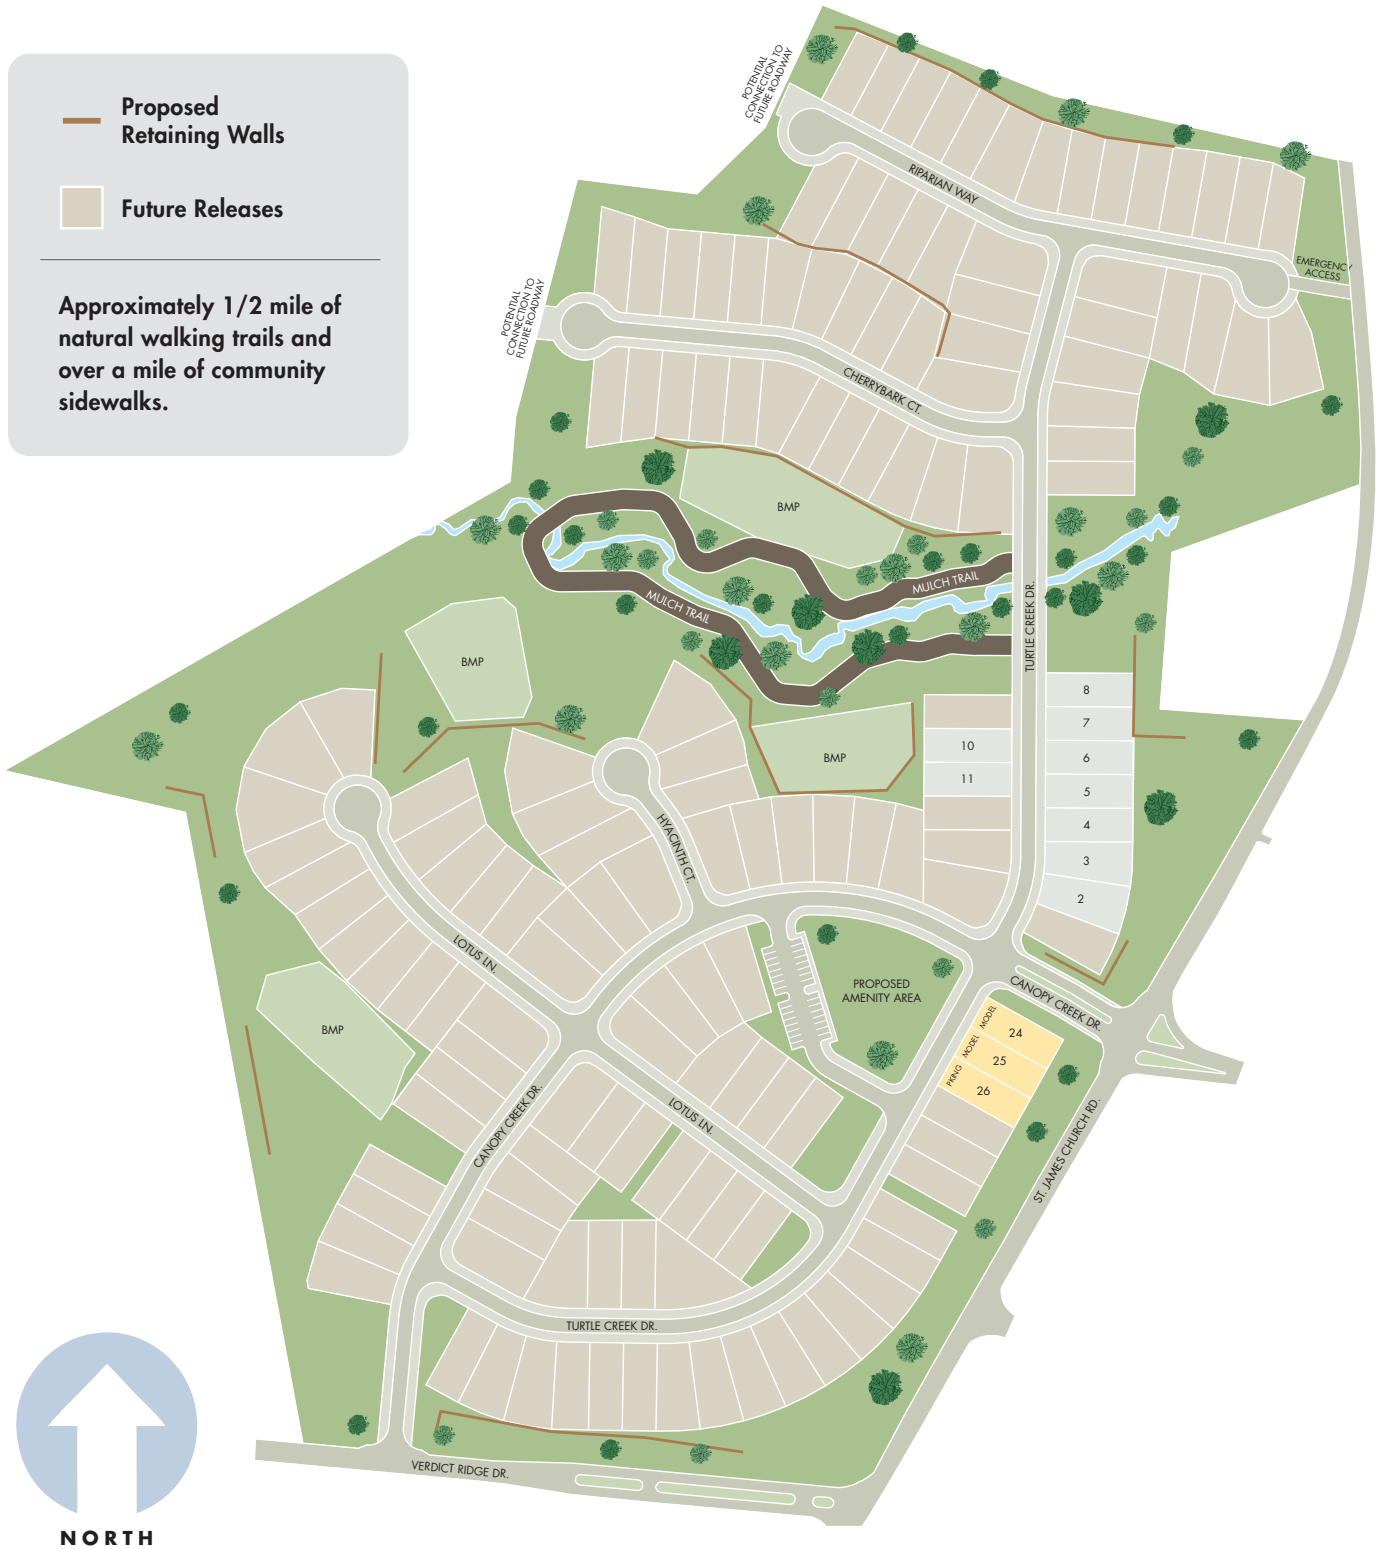 Proposed
Retaining Walls
Future Releases
Approximately 1/2 mile of
natural walking trails and
over a mile of community
sidewalks.
POTENTIAL
CONNECTION TO
FUTURE ROADWAY
RIPARIAN WAY
EMERGENCY
ACCESS
POTENTIAL
CONNECTION TO
FUTURE ROADWAY
CHERRYBARK CT.
BMP
MULCH TRAIL
MULCH TRAIL
TURTLE CREEK DR.
BMP
BMP
8
7
6
5
4
3
2
10
11
HYACINTH CT.
LOTUS LN.
PROPOSED
AMENITY AREA
CANOPY CREEK DR.
MODEL
24
MODEL
25
PKING
26
BMP
CANOPY CREEK DR.
LOTUS LN.
ST. JAMES CHURCH RD.
TURTLE CREEK DR.
VERDICT RIDGE DR.
NORTH